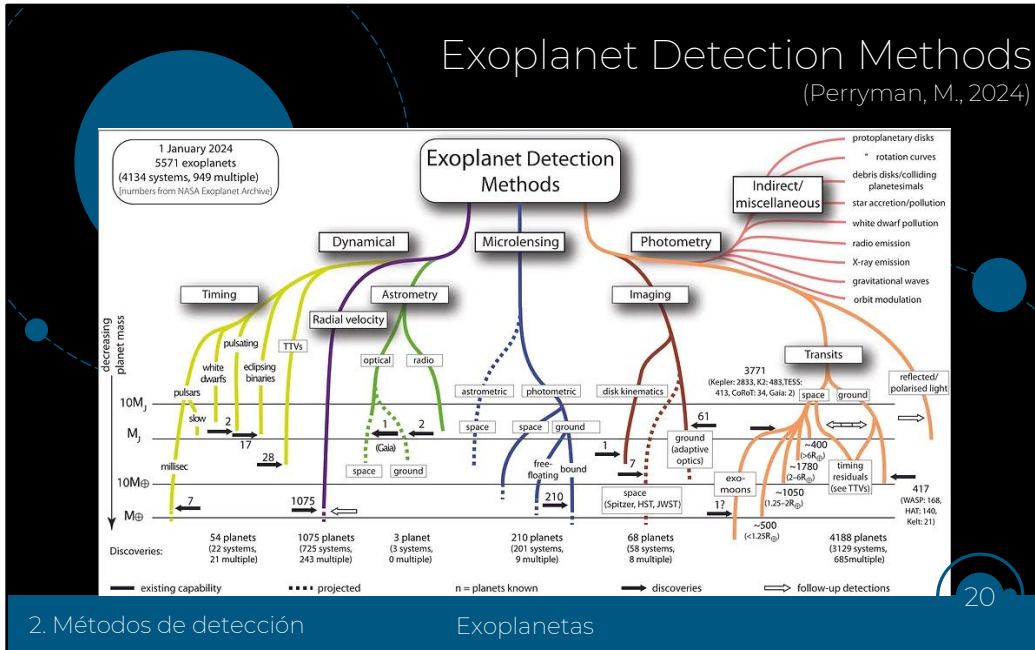 Exoplanet Detection Methods
(Perryman, M., 2024)
1 January 2024
5571 exoplanets
(4134 systems, 949 multiple)
[numbers from NASA Exoplanet Archive]
Exoplanet Detection
Methods
protoplanetary disks
" rotation curves
debris disks/colliding
planetesimals
star accretion/pollution
white dwarf pollution
radio emission
X-ray emission
gravitational waves
orbit modulation
Indirect/
miscellaneous
Dynamical
Microlensing
Photometry
Timing
Astrometry
Imaging
Radial velocity
Transits
decreasing
planet mass
10MJ
MJ
10M⊕
M⊕
pulsars
slow
millisec
white
dwarfs
pulsating
eclipsing
binaries
TTVs
2
17
28
7
1075
optical
radio
1
(Gaia)
2
space
ground
astrometric
photometric
space
space
ground
free-
floating
bound
210
disk kinematics
1
7
61
ground
(adaptive
optics)
space
(Spitzer, HST, JWST)
3771
(Kepler: 2833, K2: 483,TESS:
413, CoRoT: 34, Gaia: 2)
space
ground
reflected/
polarised light
exo-
moons
1?
~400
(>6R⊕)
~1780
(2–6R⊕)
~1050
(1.25–2R⊕)
~500
(<1.25R⊕)
timing
residuals
(see TTVs)
417
(WASP: 168,
HAT: 140,
Kelt: 21)
Discoveries:
54 planets
(22 systems,
21 multiple)
1075 planets
(725 systems,
243 multiple)
3 planet
(3 systems,
0 multiple)
210 planets
(201 systems,
9 multiple)
68 planets
(58 systems,
8 multiple)
4188 planets
(3129 systems,
685multiple)
existing capability
projected
n = planets known
discoveries
follow-up detections
20
2. Métodos de detección
Exoplanetas